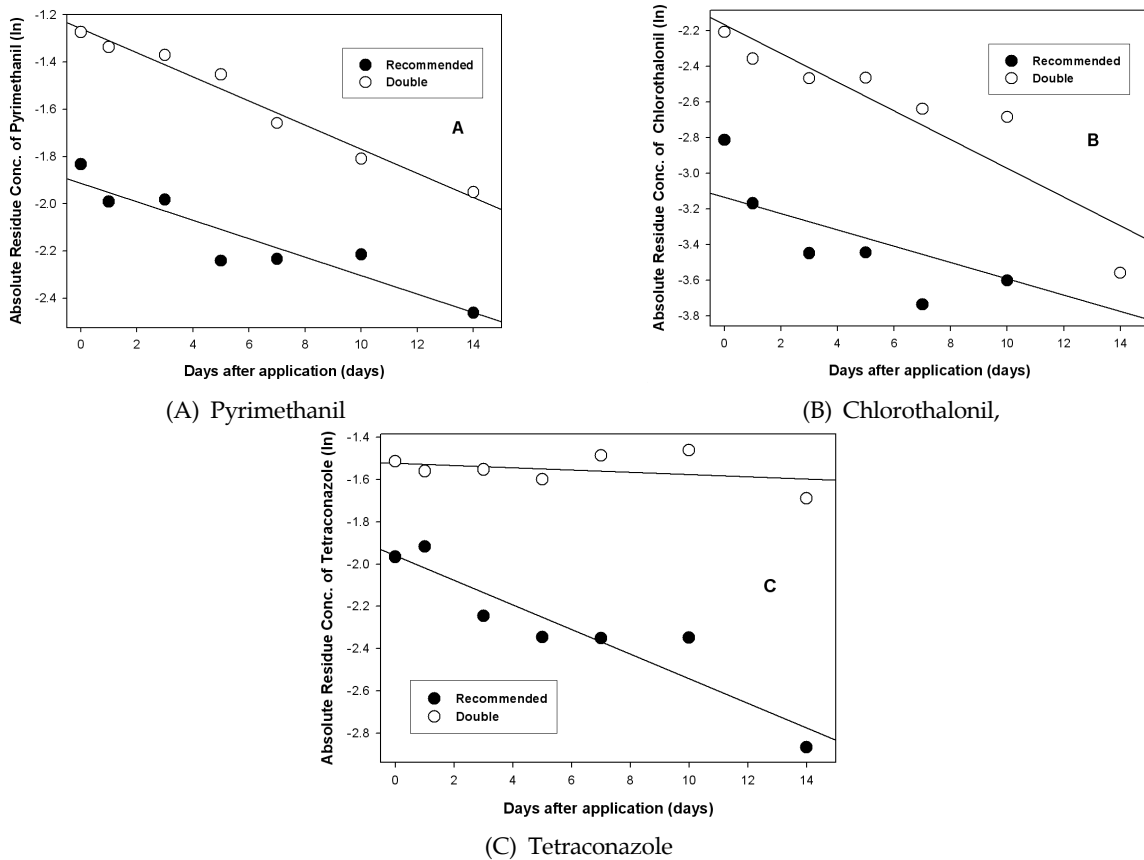 Absolute Residue Conc. of Pyrimethanil (ln)
-1.2
-1.4
-1.6
-1.8
-2.0
-2.2
-2.4
Recommended
Double
A
0 2 4 6 8 10 12 14
Days after application (days)
(A) Pyrimethanil
Absolute Residue Conc. of Chlorothalonil (ln)
-2.2
-2.4
-2.6
-2.8
-3.0
-3.2
-3.4
-3.6
-3.8
Recommended
Double
B
0 2 4 6 8 10 12 14
Days after application (days)
(B) Chlorothalonil,
Absolute Residue Conc. of Tetraconazole (ln)
-1.4
-1.6
-1.8
-2.0
-2.2
-2.4
-2.6
-2.8
C
Recommended
Double
0 2 4 6 8 10 12 14
Days after application (days)
(C) Tetraconazole